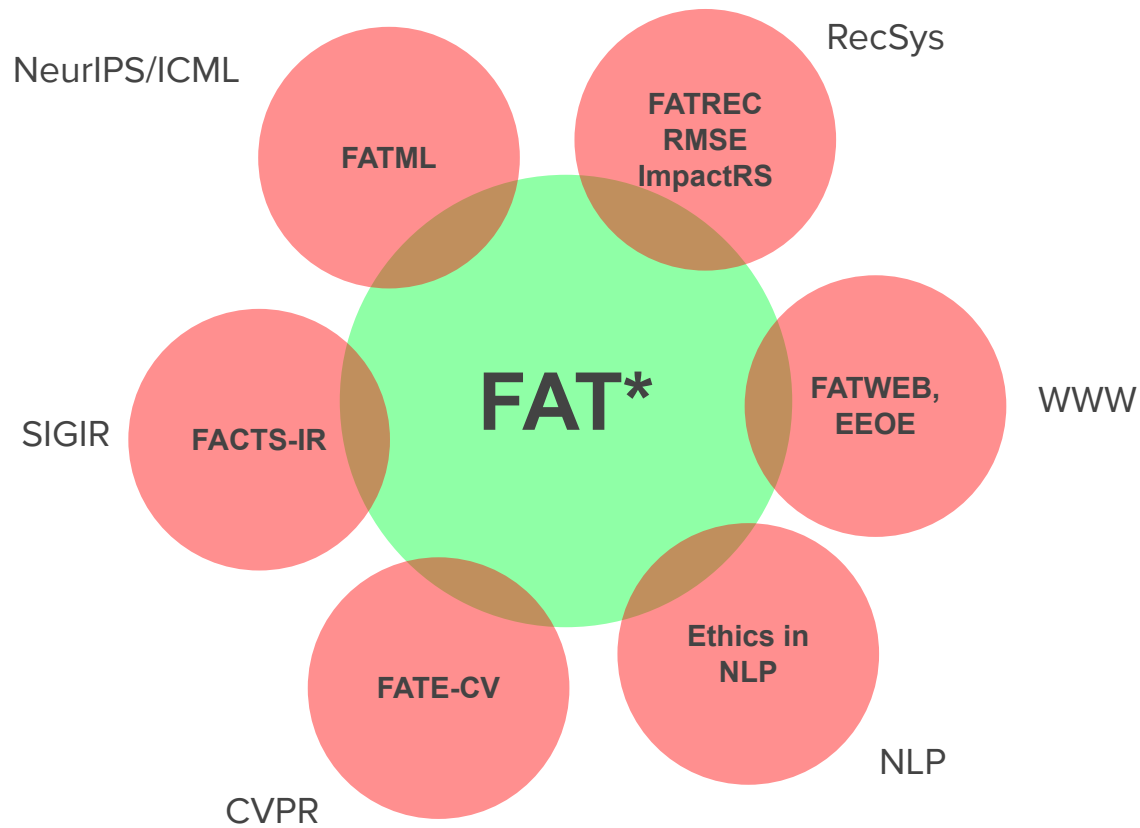 NeurIPS/ICML
FATML
RecSys
FATREC
RMSE
ImpactRS
FAT*
FATWEB,
EEOE
WWW
SIGIR
FACTS-IR
FATE-CV
CVPR
Ethics in
NLP
NLP